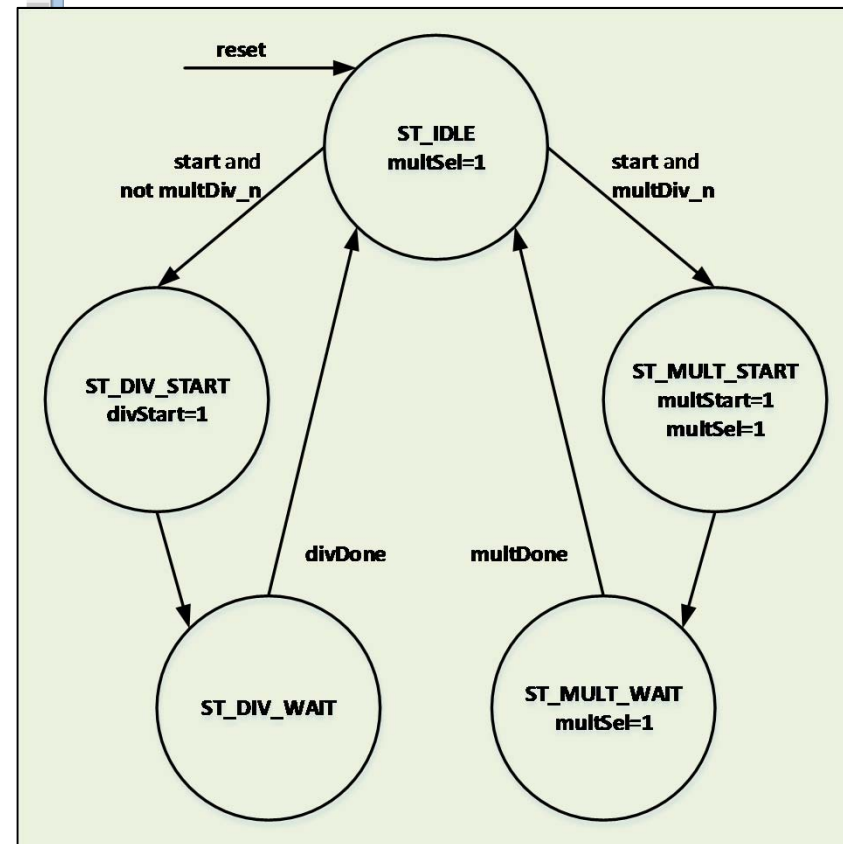 reset
ST_IDLE
multSel=1
start and
not multDiv_n
start and
multDiv_n
ST_DIV_START
divStart=1
ST_MULT_START
multStart=1
multSel=1
divDone
multDone
ST_DIV_WAIT
ST_MULT_WAIT
multSel=1